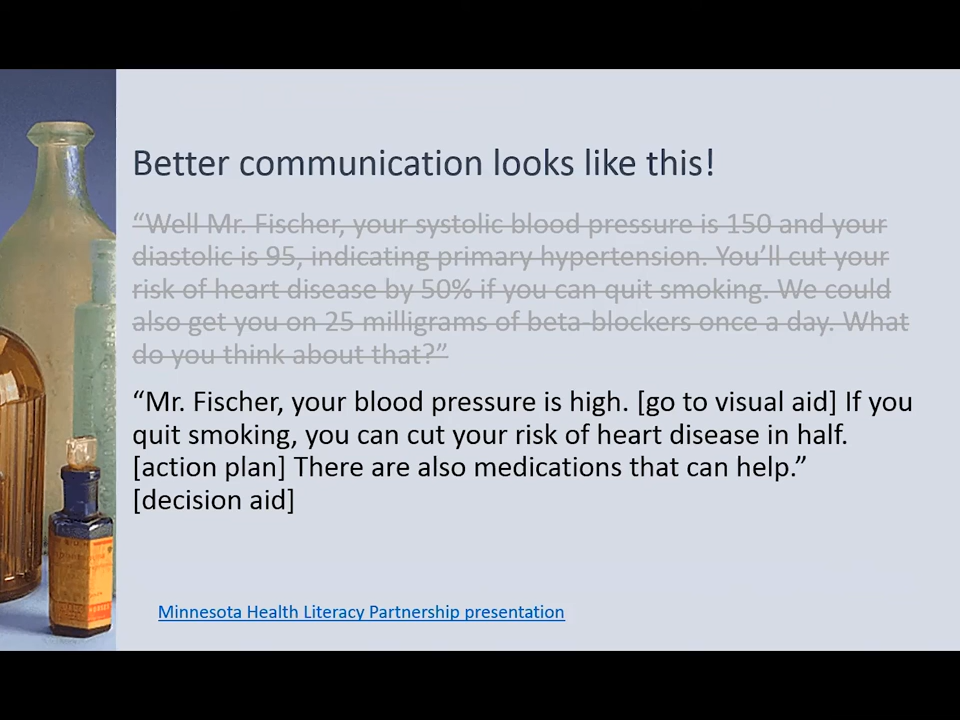 Better communication looks like this!
“Well Mr. Fischer, your systolic blood pressure is 150 and your
diastolic is 95, indicating primary hypertension. You’ll cut your
risk of heart disease by 50% if you can quit smoking. We could
also get you on 25 milligrams of beta-blockers once a day. What
do you think about that?”
“Mr. Fischer, your blood pressure is high. [go to visual aid] If you
quit smoking, you can cut your risk of heart disease in half.
[action plan] There are also medications that can help.”
[decision aid]
Minnesota Health Literacy Partnership presentation